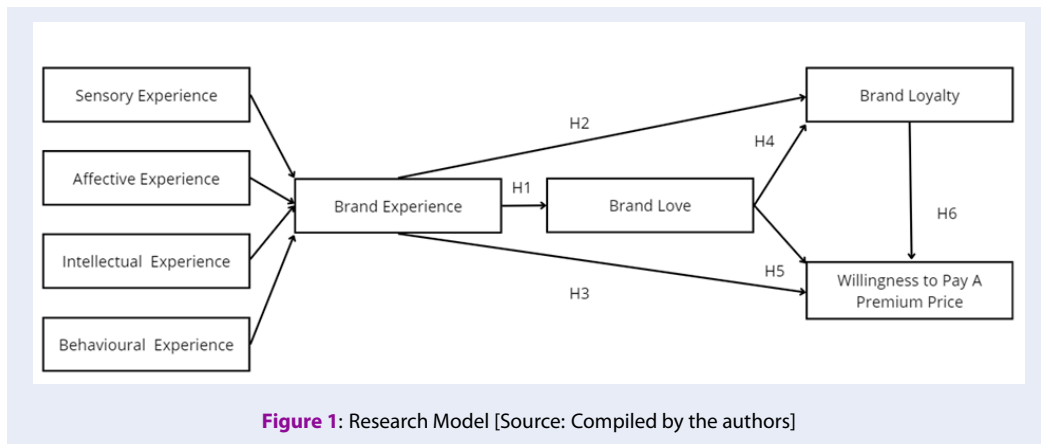 Sensory Experience
Affective Experience
Intellectual Experience
Behavioural Experience
Brand Experience
H1
H2
H3
Brand Love
H4
H5
Brand Loyalty
H6
Willingness to Pay A
Premium Price
Figure 1: Research Model [Source: Compiled by the authors]